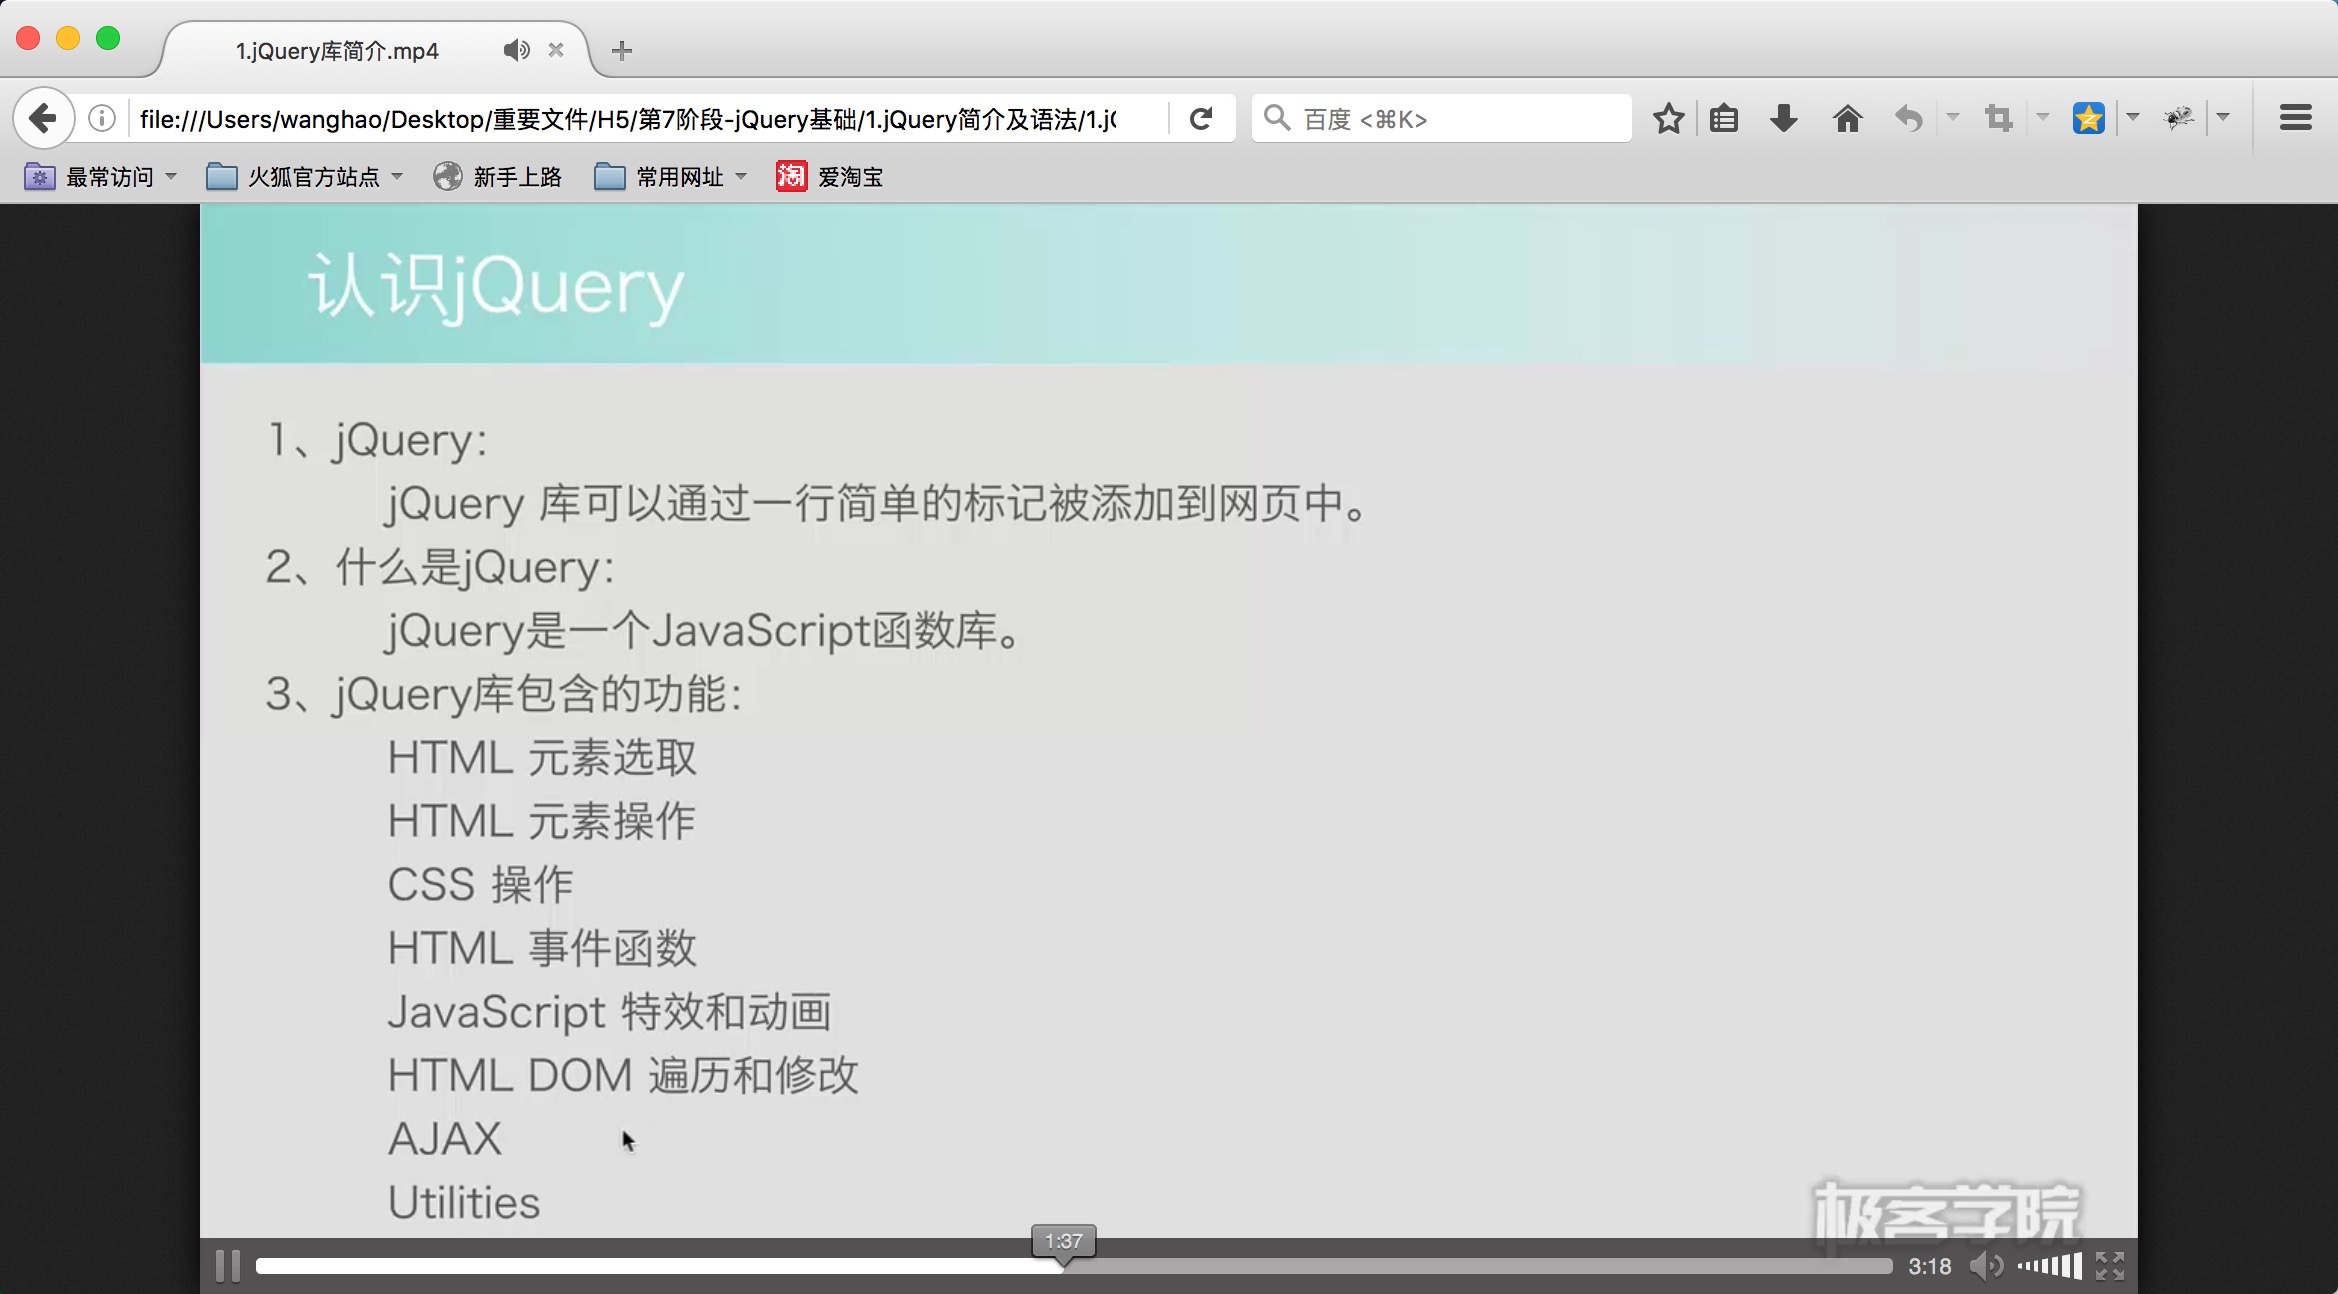 1.jQuery库简介.mp4
file:///Users/wanghao/Desktop/重要文件/H5/第7阶段-jQuery基础/1.jQuery简介及语法/1.jQ
百度 <⌘K>
最常访问
火狐官方站点
新手上路
常用网址
淘
爱淘宝
认识jQuery
1、jQuery：
jQuery 库可以通过一行简单的标记被添加到网页中。
2、什么是jQuery：
jQuery是一个JavaScript函数库。
3、jQuery库包含的功能：
HTML 元素选取
HTML 元素操作
CSS 操作
HTML 事件函数
JavaScript 特效和动画
HTML DOM 遍历和修改
AJAX
Utilities
极客学院
1:37
3:18